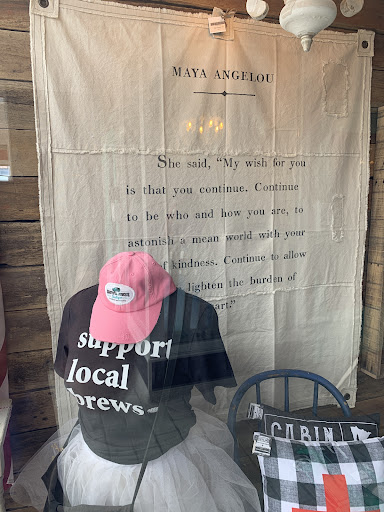 MAYA ANGELOU
She said, "My wish for you
is that you continue. Continue
to be who and how you are, to
astonish a mean world with your
of kindness. Continue to allow
lighten the burden of
support
local
brews.
CABIN